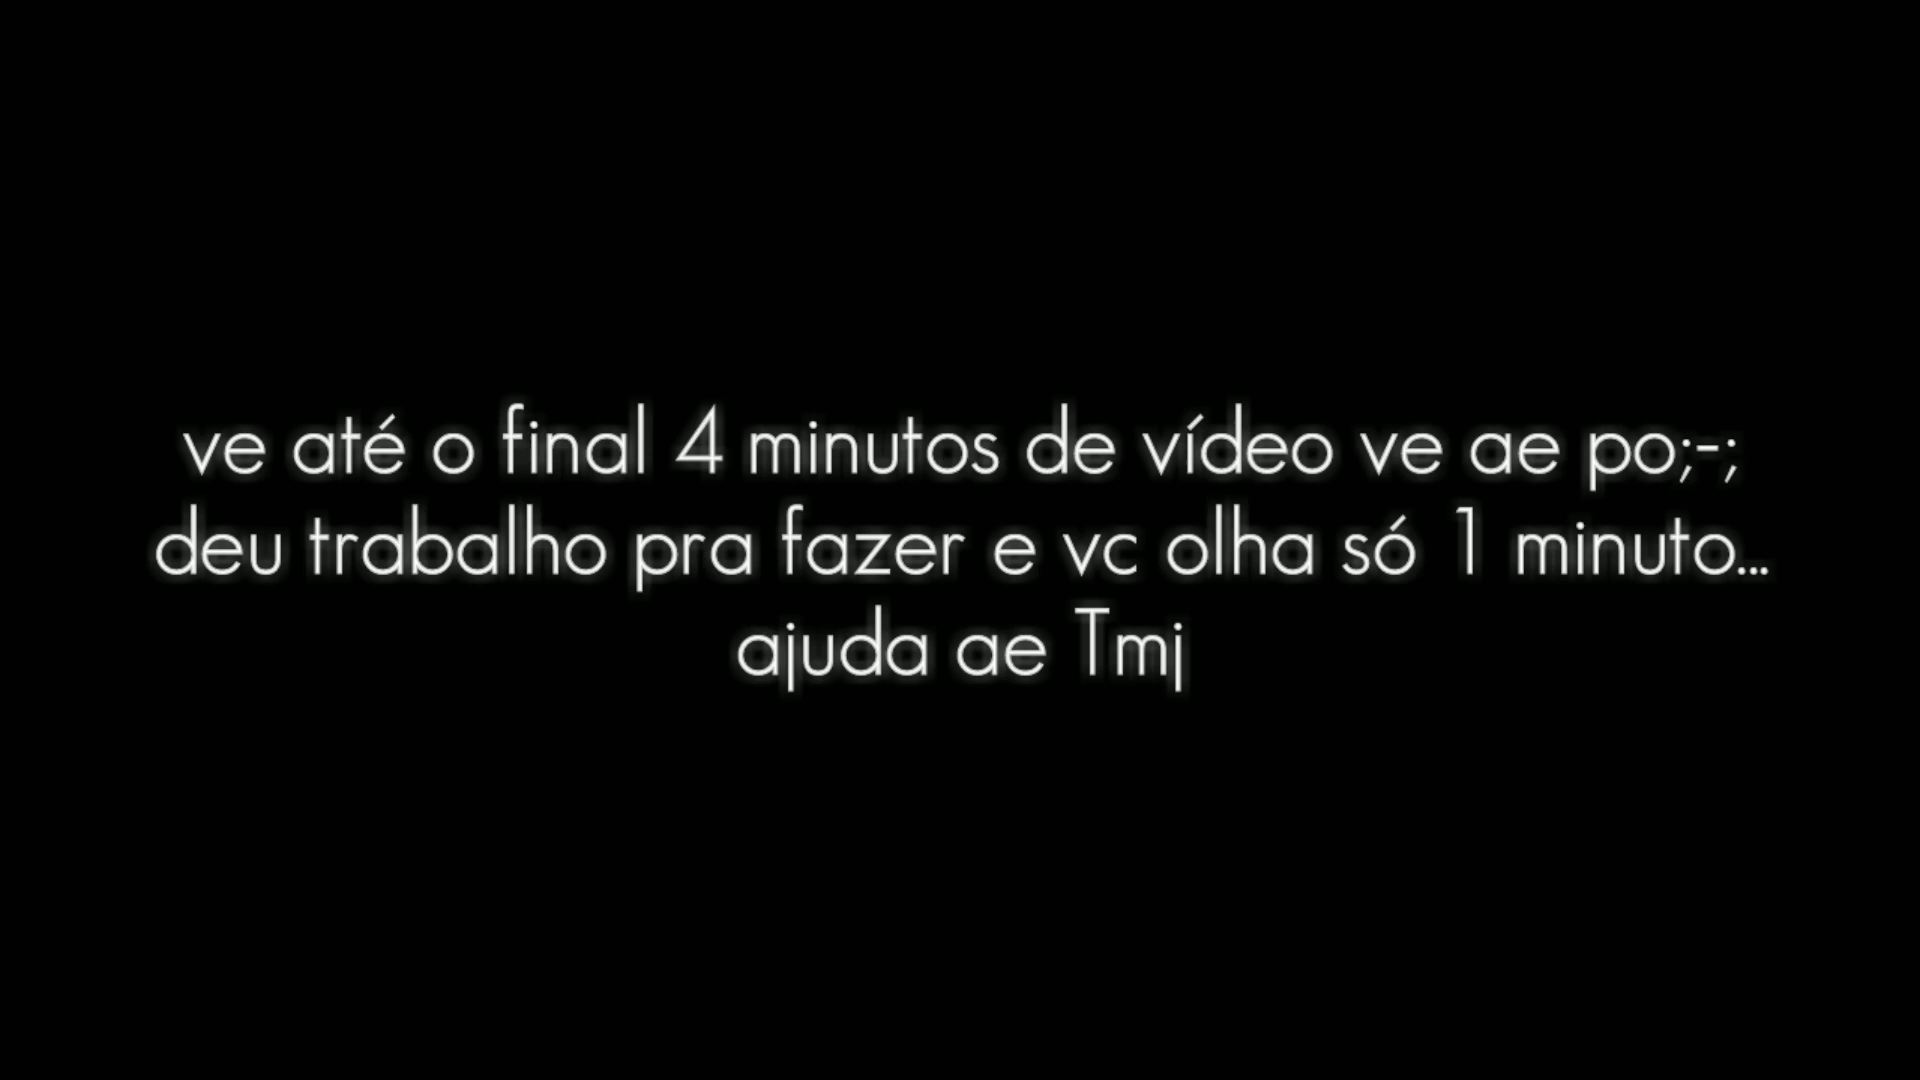 ve até o final 4 minutos de vídeo ve ae po;-;
deu trabalho pra fazer e vc olha só 1 minuto...
ajuda ae Tmj